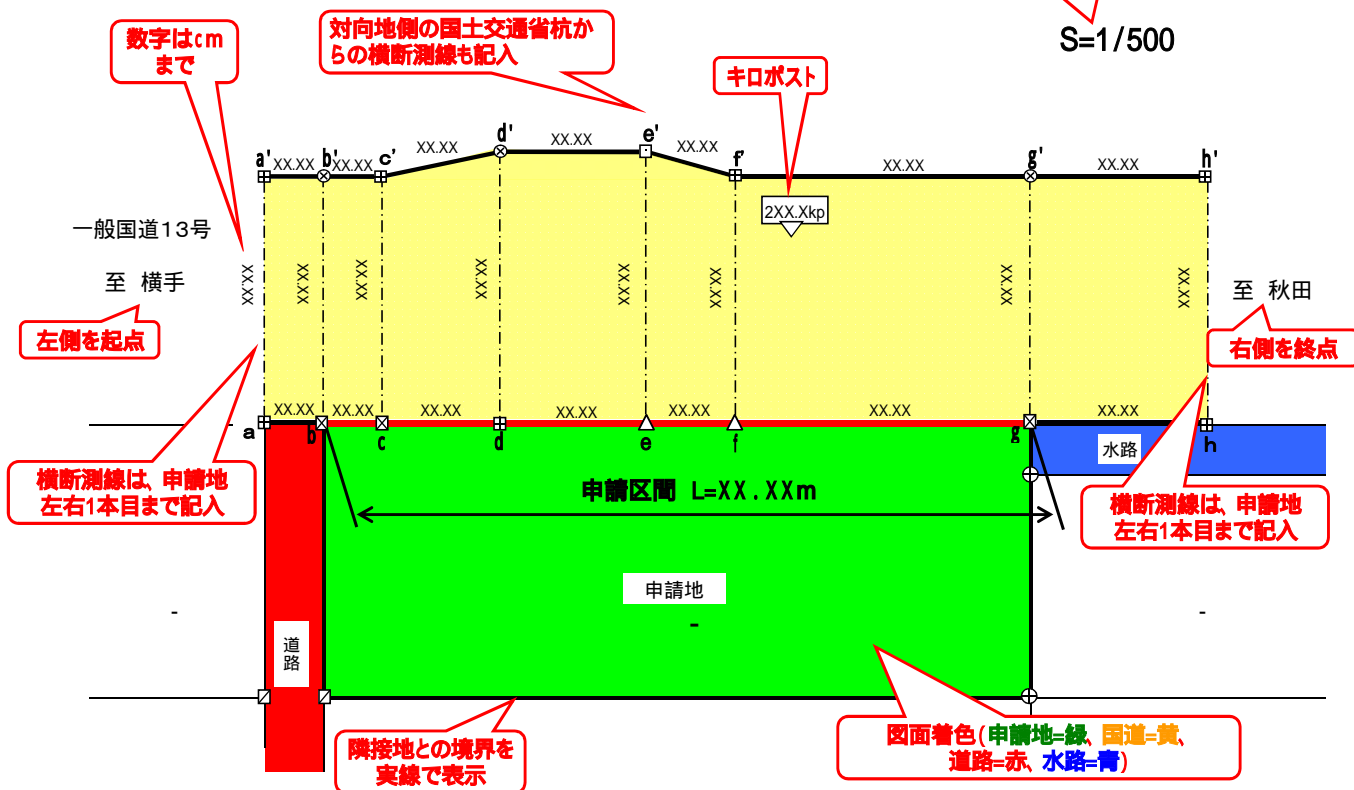 S=1/500
数字はcm
まで
対向地側の国土交通省杭か
らの横断測線も記入
キロポスト
a' XX.XX b' XX.XX c' XX.XX d' XX.XX e' XX.XX f' XX.XX g' XX.XX h'
2XX.Xkp
一般国道13号
至 横手
左側を起点
XX.XX XX.XX XX.XX XX.XX XX.XX XX.XX XX.XX XX.XX
至 秋田
右側を終点
XX.XX XX.XX XX.XX XX.XX XX.XX XX.XX XX.XX
a b c d e f g h
水路
横断測線は、申請地
左右1本目まで記入
申請区間 L=XX.XXm
横断測線は、申請地
左右1本目まで記入
申請地
-
-
-
道
路
隣接地との境界を
実線で表示
図面着色(申請地=緑、国道=黄、
道路=赤、水路=青)